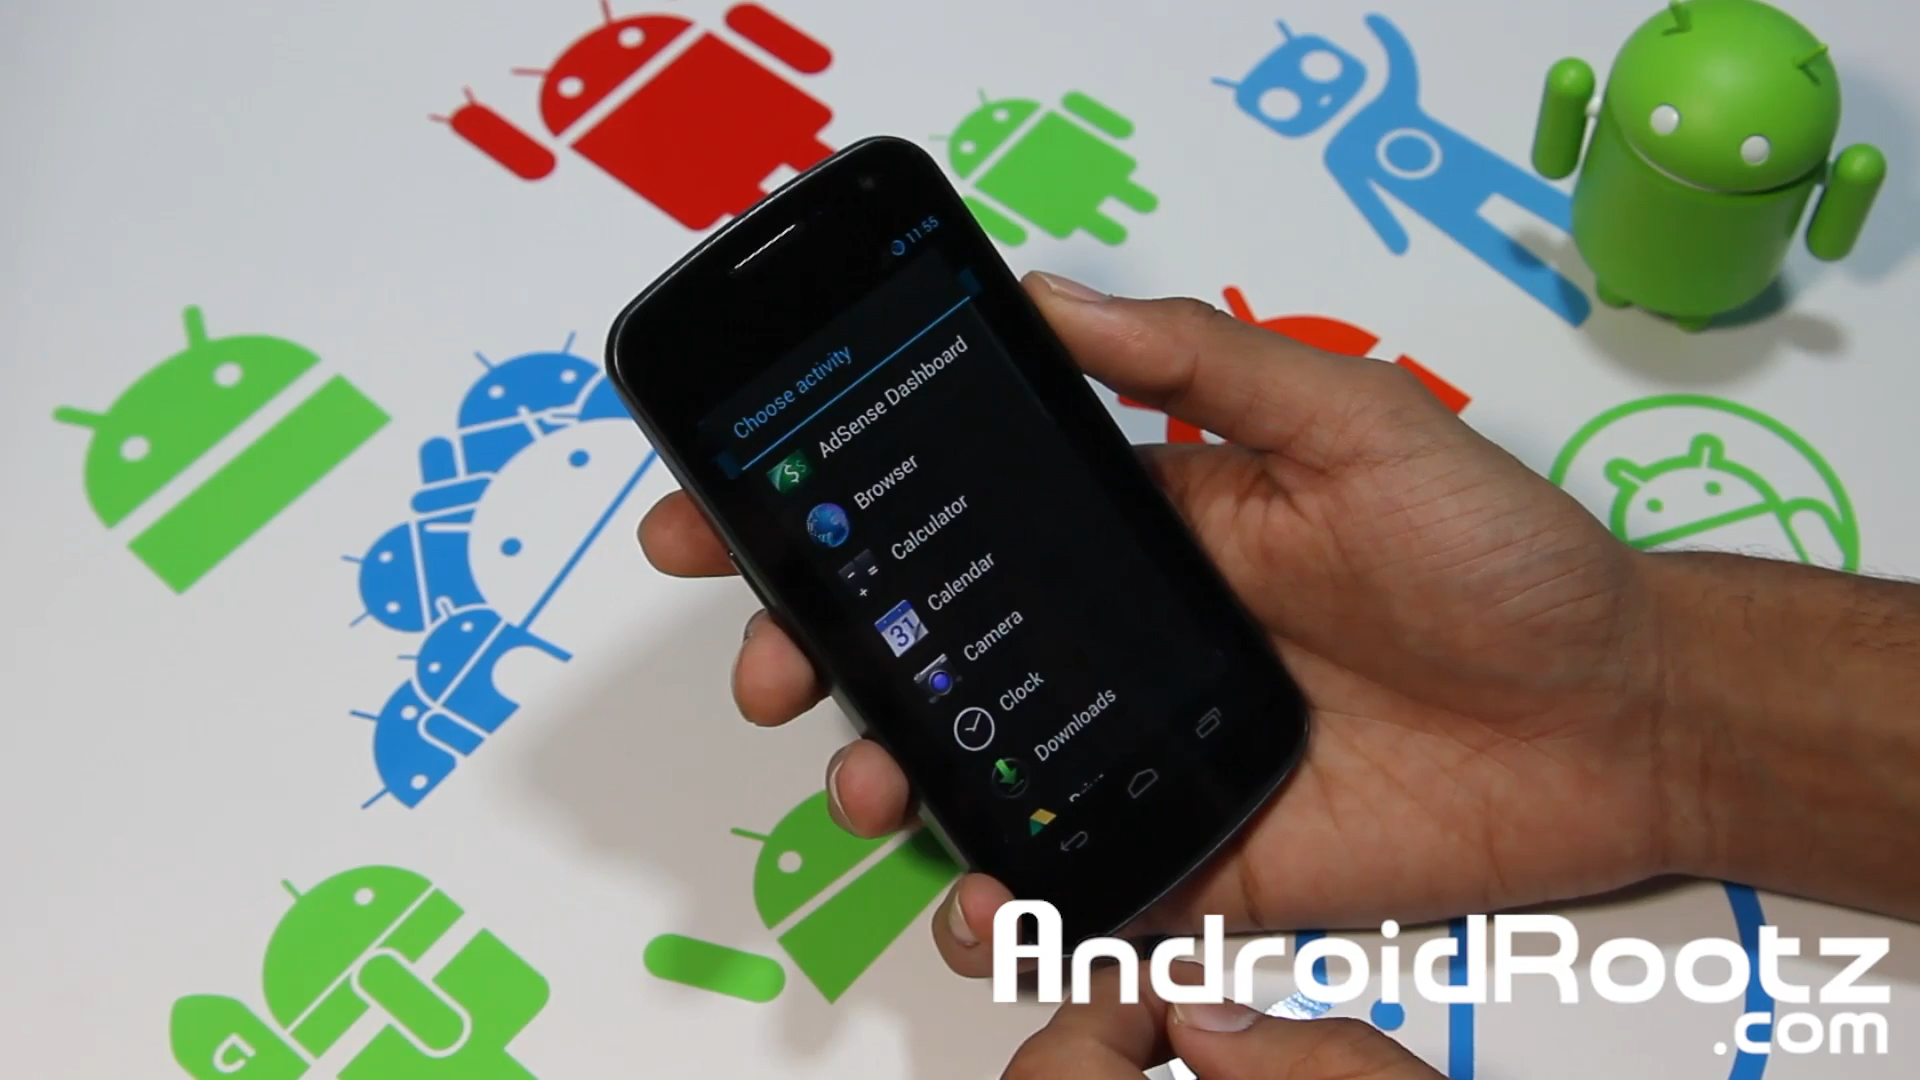 11:55
Choose activity
AdSense Dashboard
Browser
Calculator
31
Calendar
Camera
Clock
Downloads
AndroidRootz
.com